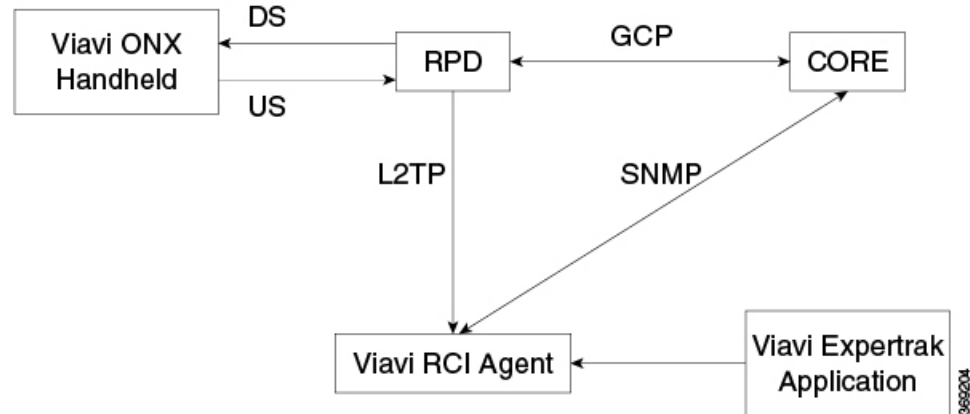 DS
Viavi ONX
Handheld
US
RPD
GCP
CORE
L2TP
SNMP
Viavi RCI Agent
Viavi Expertrak
Application
369204